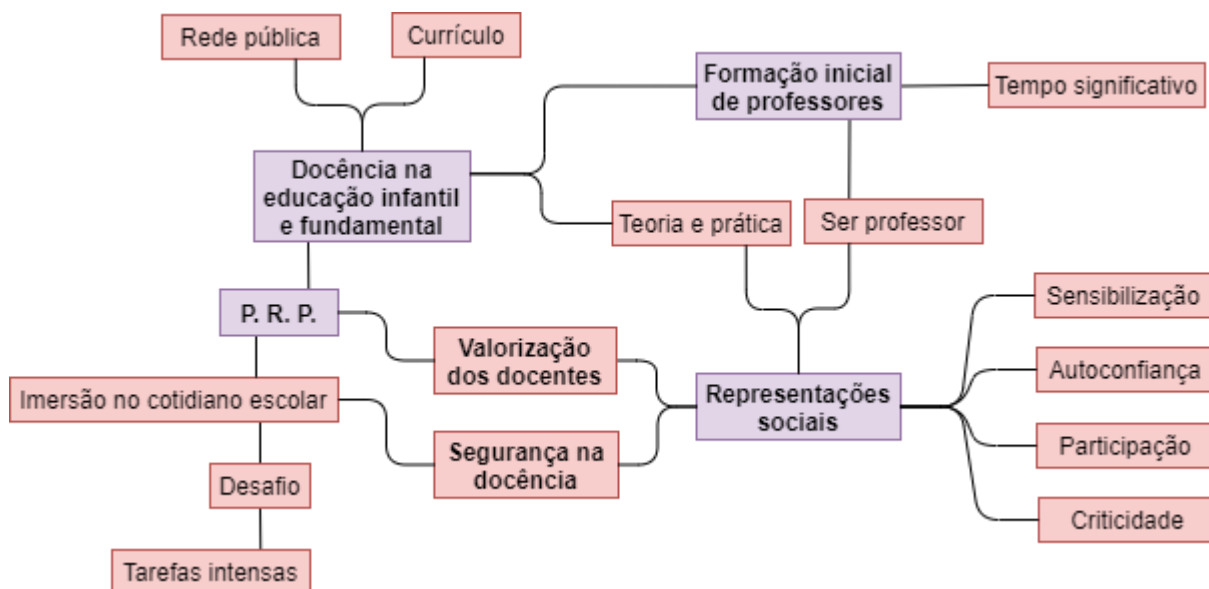 Rede pública
Currículo
Formação inicial
de professores
Tempo significativo
Docência na
educação infantil
e fundamental
Teoria e prática
Ser professor
P. R. P.
Sensibilização
Valorização
dos docentes
Autoconfiança
Imersão no cotidiano escolar
Representações
sociais
Participação
Segurança na
docência
Desafio
Criticidade
Tarefas intensas